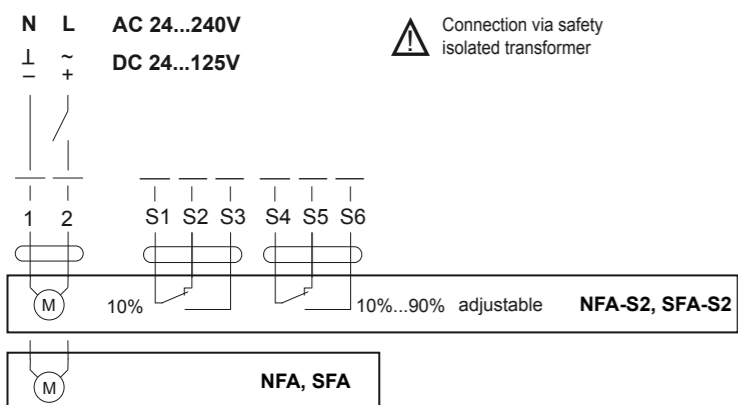 N L AC 24...240V
⊥ ~ DC 24...125V
– +
Connection via safety
isolated transformer
1 2 S1 S2 S3 S4 S5 S6
M 10% 10%...90% adjustable NFA-S2, SFA-S2
M NFA, SFA